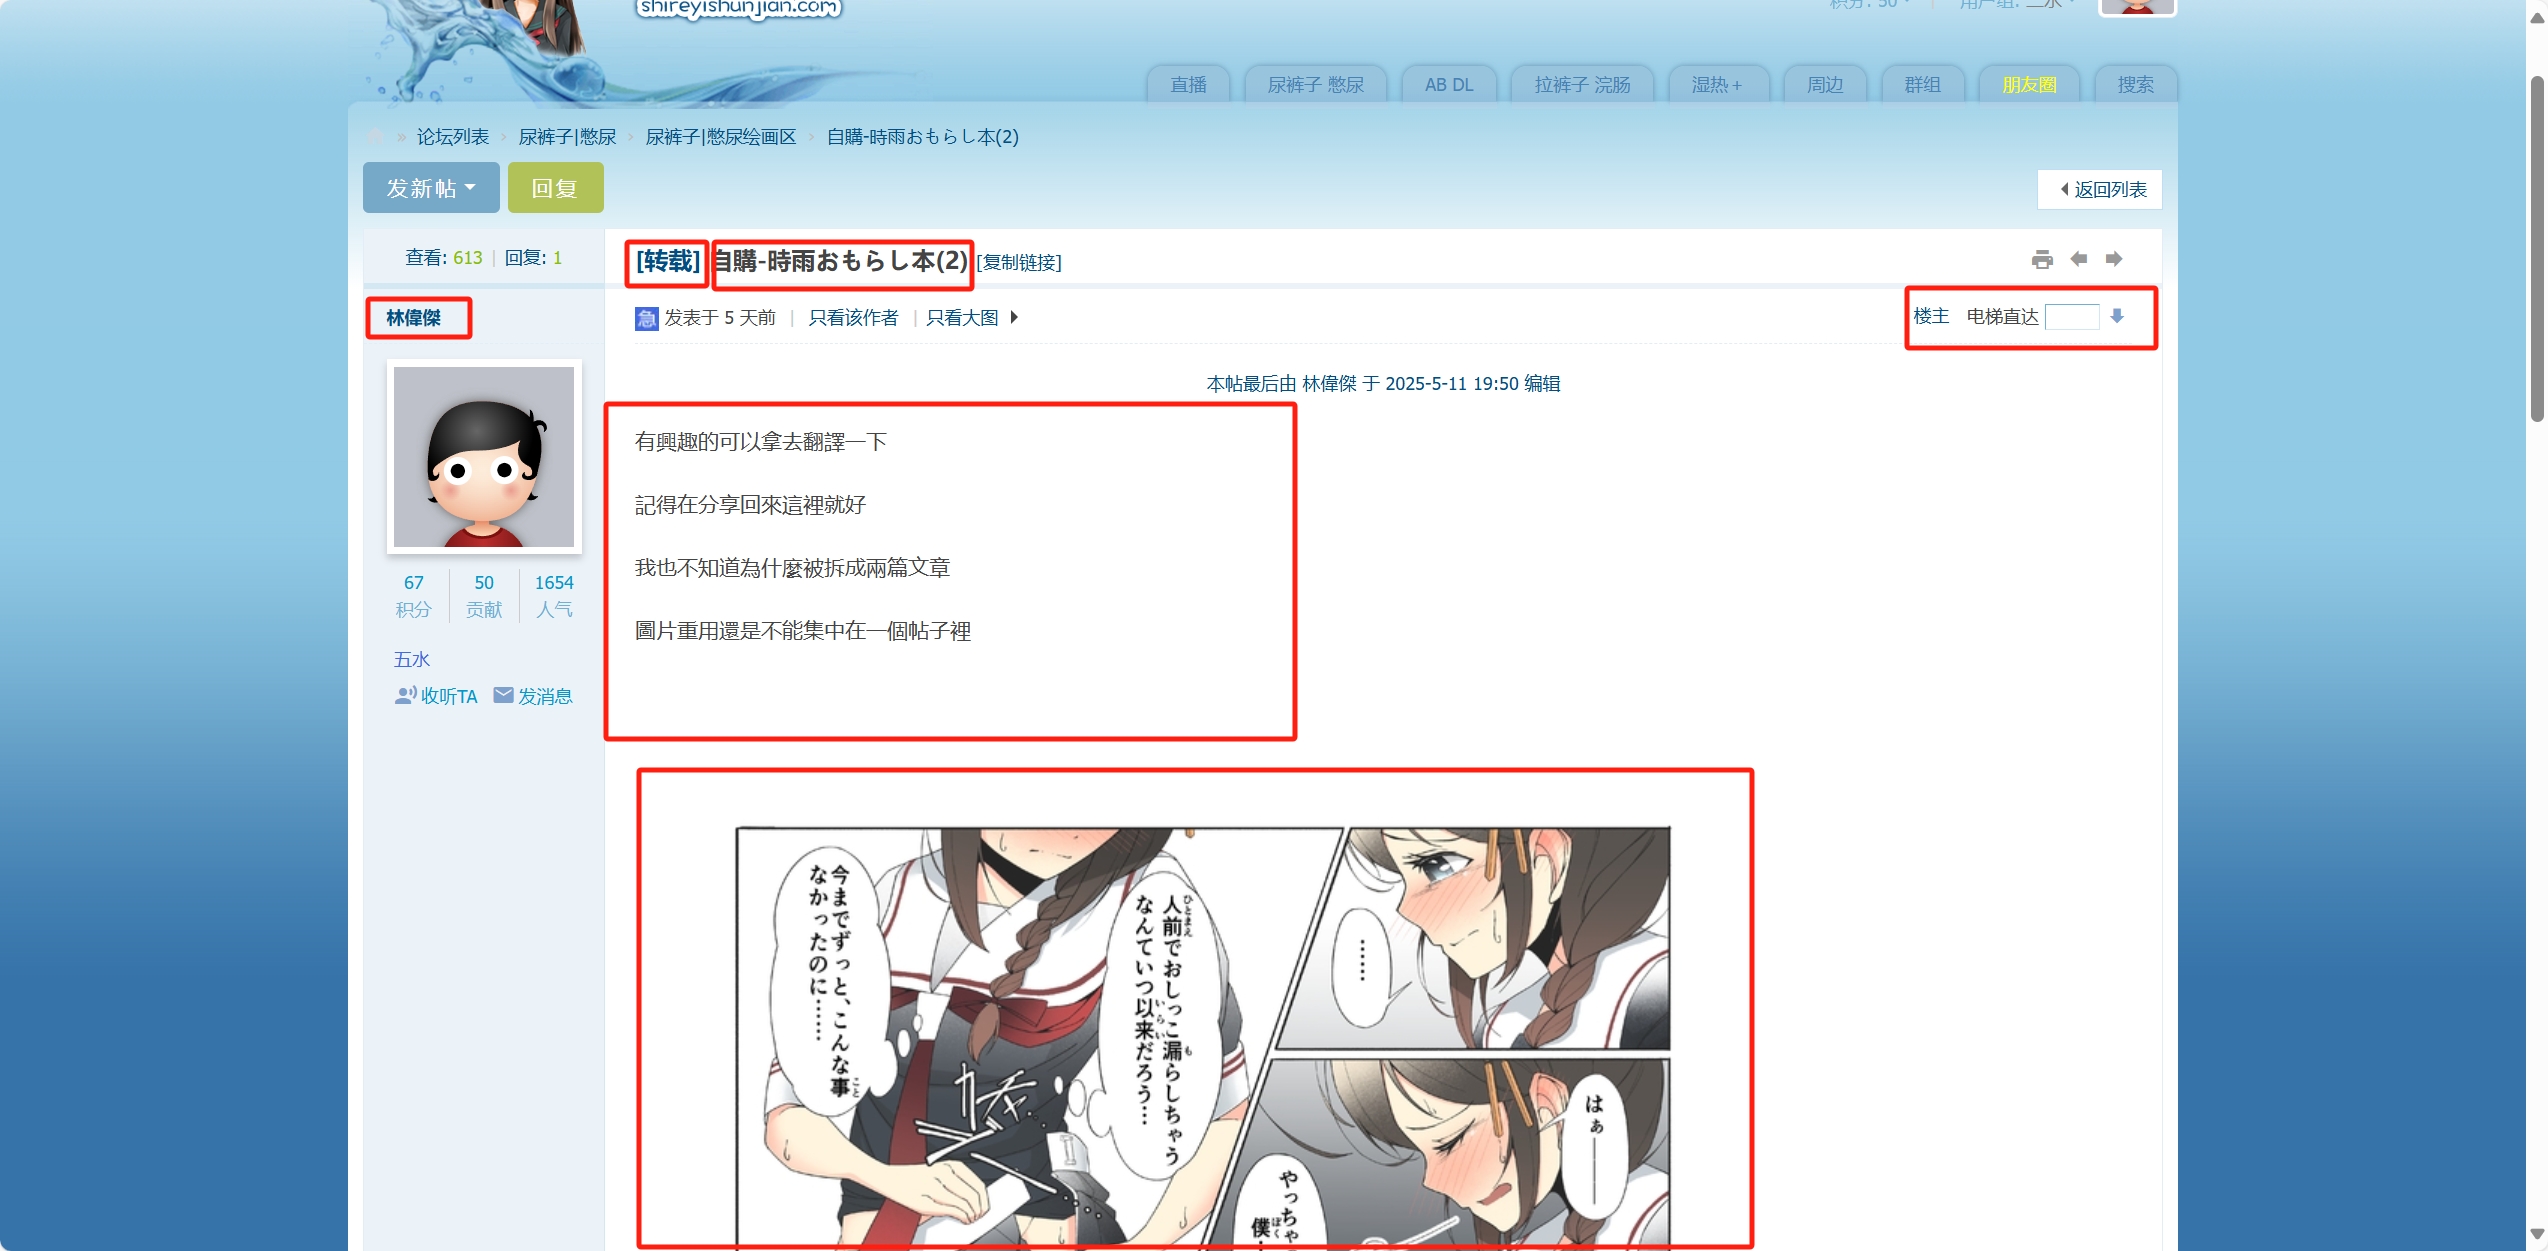 shireyishunjian.com
积分: 50
用户组: 二水
直播
尿裤子 憋尿
AB DL
拉裤子 浣肠
湿热+
周边
群组
朋友圈
搜索
» 论坛列表 › 尿裤子|憋尿 › 尿裤子|憋尿绘画区 › 自購-時雨おもらし本(2)
发新帖
回复
返回列表
查看: 613 | 回复: 1
[转载] 自購-時雨おもらし本(2) [复制链接]
林偉傑
急 发表于 5 天前 | 只看该作者 | 只看大图
楼主 电梯直达
本帖最后由 林偉傑 于 2025-5-11 19:50 编辑
有興趣的可以拿去翻譯一下
記得在分享回來這裡就好
我也不知道為什麼被拆成兩篇文章
圖片重用還是不能集中在一個帖子裡
67
积分
50
贡献
1654
人气
五水
收听TA
发消息
……
はぁ——
やっちゃ
僕
人前でおしっこ漏らしちゃう
なんていつ以来だろう…
今までずっと、こんな事
なかったのに……